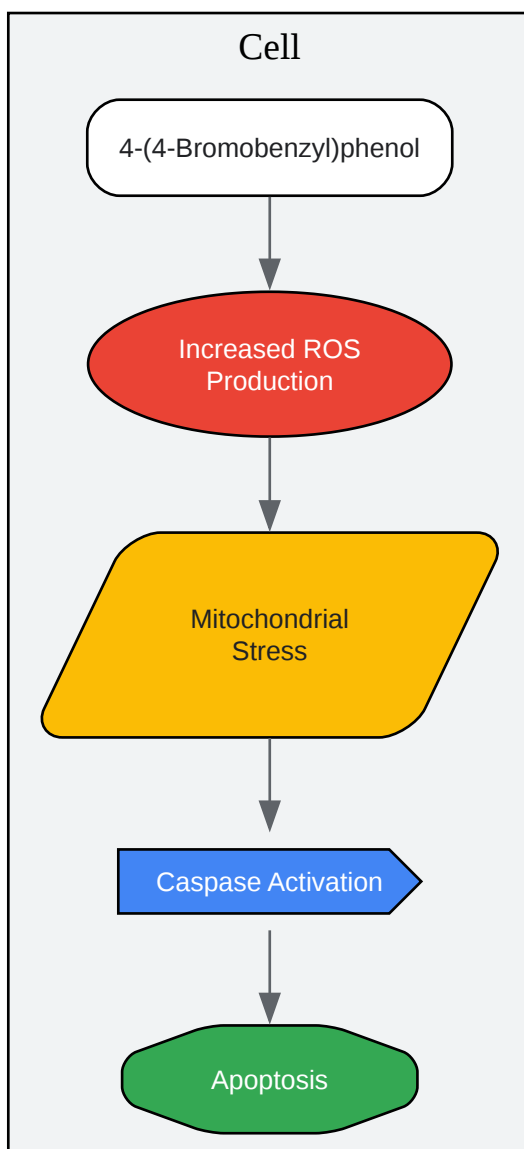 Cell
4-(4-Bromobenzyl)phenol
Increased ROS
Production
Mitochondrial
Stress
Caspase Activation
Apoptosis